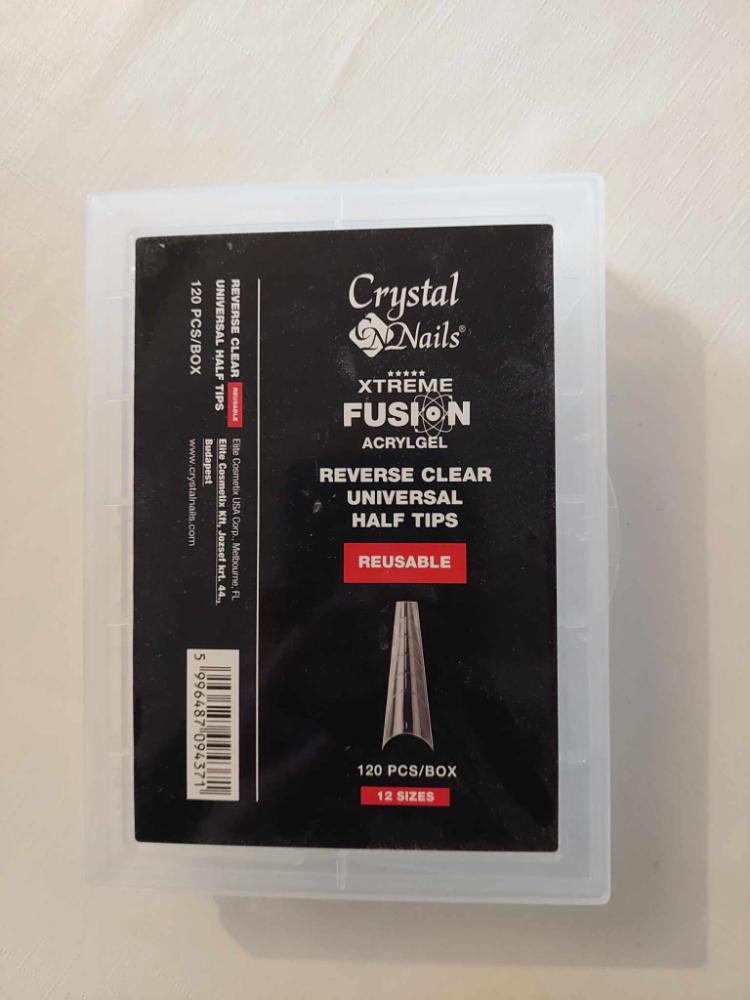 Crystal
CN Nails®
XTREME
FUSION
ACRYLGEL
REVERSE CLEAR
UNIVERSAL
HALF TIPS
REUSABLE
120 PCS/BOX
12 SIZES
REVERSE CLEAR REUSABLE
UNIVERSAL HALF TIPS
120 PCS/BOX
Elite Cosmetix USA Corp., Melbourne, FL
Elite Cosmetix Kft, Jozsef krt. 44.,
Budapest
www.crystalnails.com
5 996487 094371